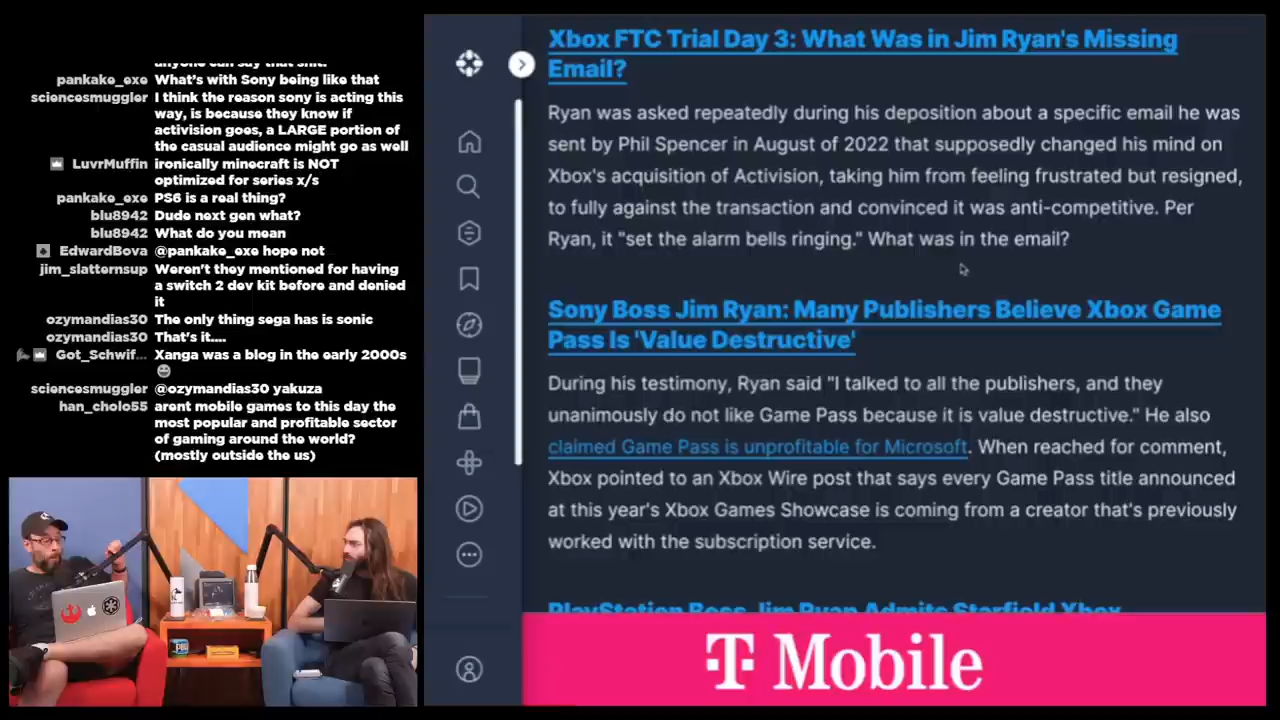 anyone can say that shit.
pankake_exe What's with Sony being like that
sciencesmuggler I think the reason sony is acting this
way, is because they know if
activision goes, a LARGE portion of
the casual audience might go as well
LuvrMuffin ironically minecraft is NOT
optimized for series x/s
pankake_exe PS6 is a real thing?
blu8942 Dude next gen what?
blu8942 What do you mean
EdwardBova @pankake_exe hope not
jim_slatternsup Weren't they mentioned for having
a switch 2 dev kit before and denied
it
ozymandias30 The only thing sega has is sonic
ozymandias30 That's it....
Got_Schwif... Xanga was a blog in the early 2000s
sciencesmuggler @ozymandias30 yakuza
han_cholo55 arent mobile games to this day the
most popular and profitable sector
of gaming around the world?
(mostly outside the us)
Xbox FTC Trial Day 3: What Was in Jim Ryan's Missing
Email?
Ryan was asked repeatedly during his deposition about a specific email he was
sent by Phil Spencer in August of 2022 that supposedly changed his mind on
Xbox's acquisition of Activision, taking him from feeling frustrated but resigned,
to fully against the transaction and convinced it was anti-competitive. Per
Ryan, it "set the alarm bells ringing." What was in the email?
Sony Boss Jim Ryan: Many Publishers Believe Xbox Game
Pass Is 'Value Destructive'
During his testimony, Ryan said "I talked to all the publishers, and they
unanimously do not like Game Pass because it is value destructive." He also
claimed Game Pass is unprofitable for Microsoft. When reached for comment,
Xbox pointed to an Xbox Wire post that says every Game Pass title announced
at this year's Xbox Games Showcase is coming from a creator that's previously
worked with the subscription service.
PlayStation Boss Jim Ryan Admits Starfield Xbox
T Mobile